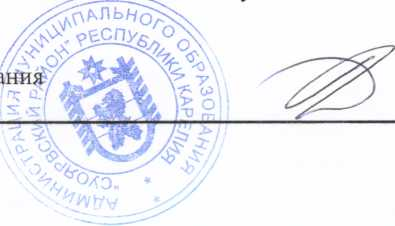 АДМИНИСТРАЦИЯ МУНИЦИПАЛЬНОГО ОБРАЗОВАНИЯ
"СУОЯРВСКИЙ РАЙОН" РЕСПУБЛИКИ КАРЕЛИЯ
ания